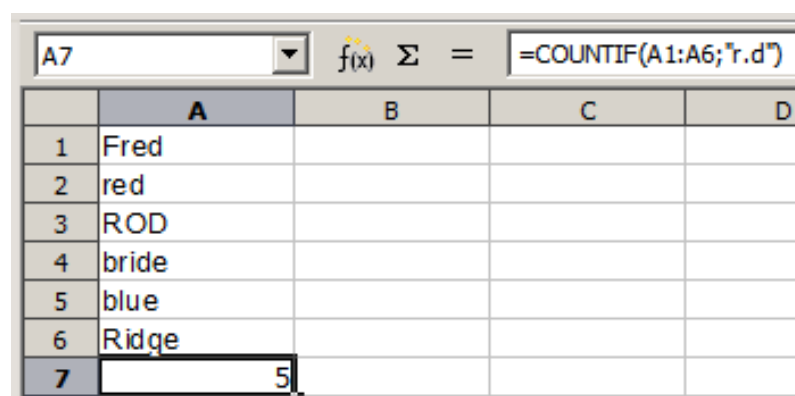 A7 f(x) Σ = =COUNTIF(A1:A6;"r.d")
A B C D
1 Fred
2 red
3 ROD
4 bride
5 blue
6 Ridge
7 5